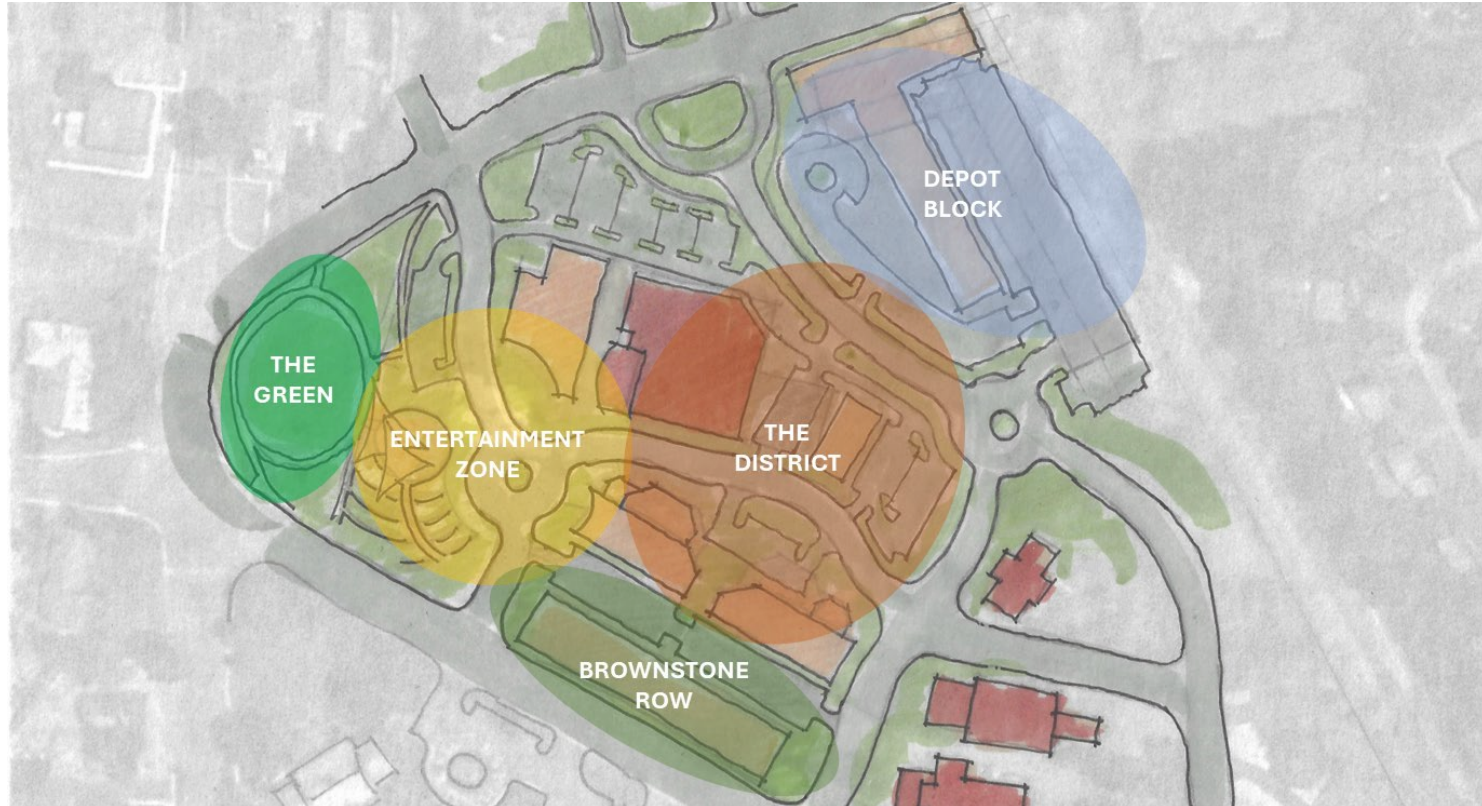 DEPOT
BLOCK
THE
GREEN
ENTERTAINMENT
ZONE
THE
DISTRICT
BROWNSTONE
ROW